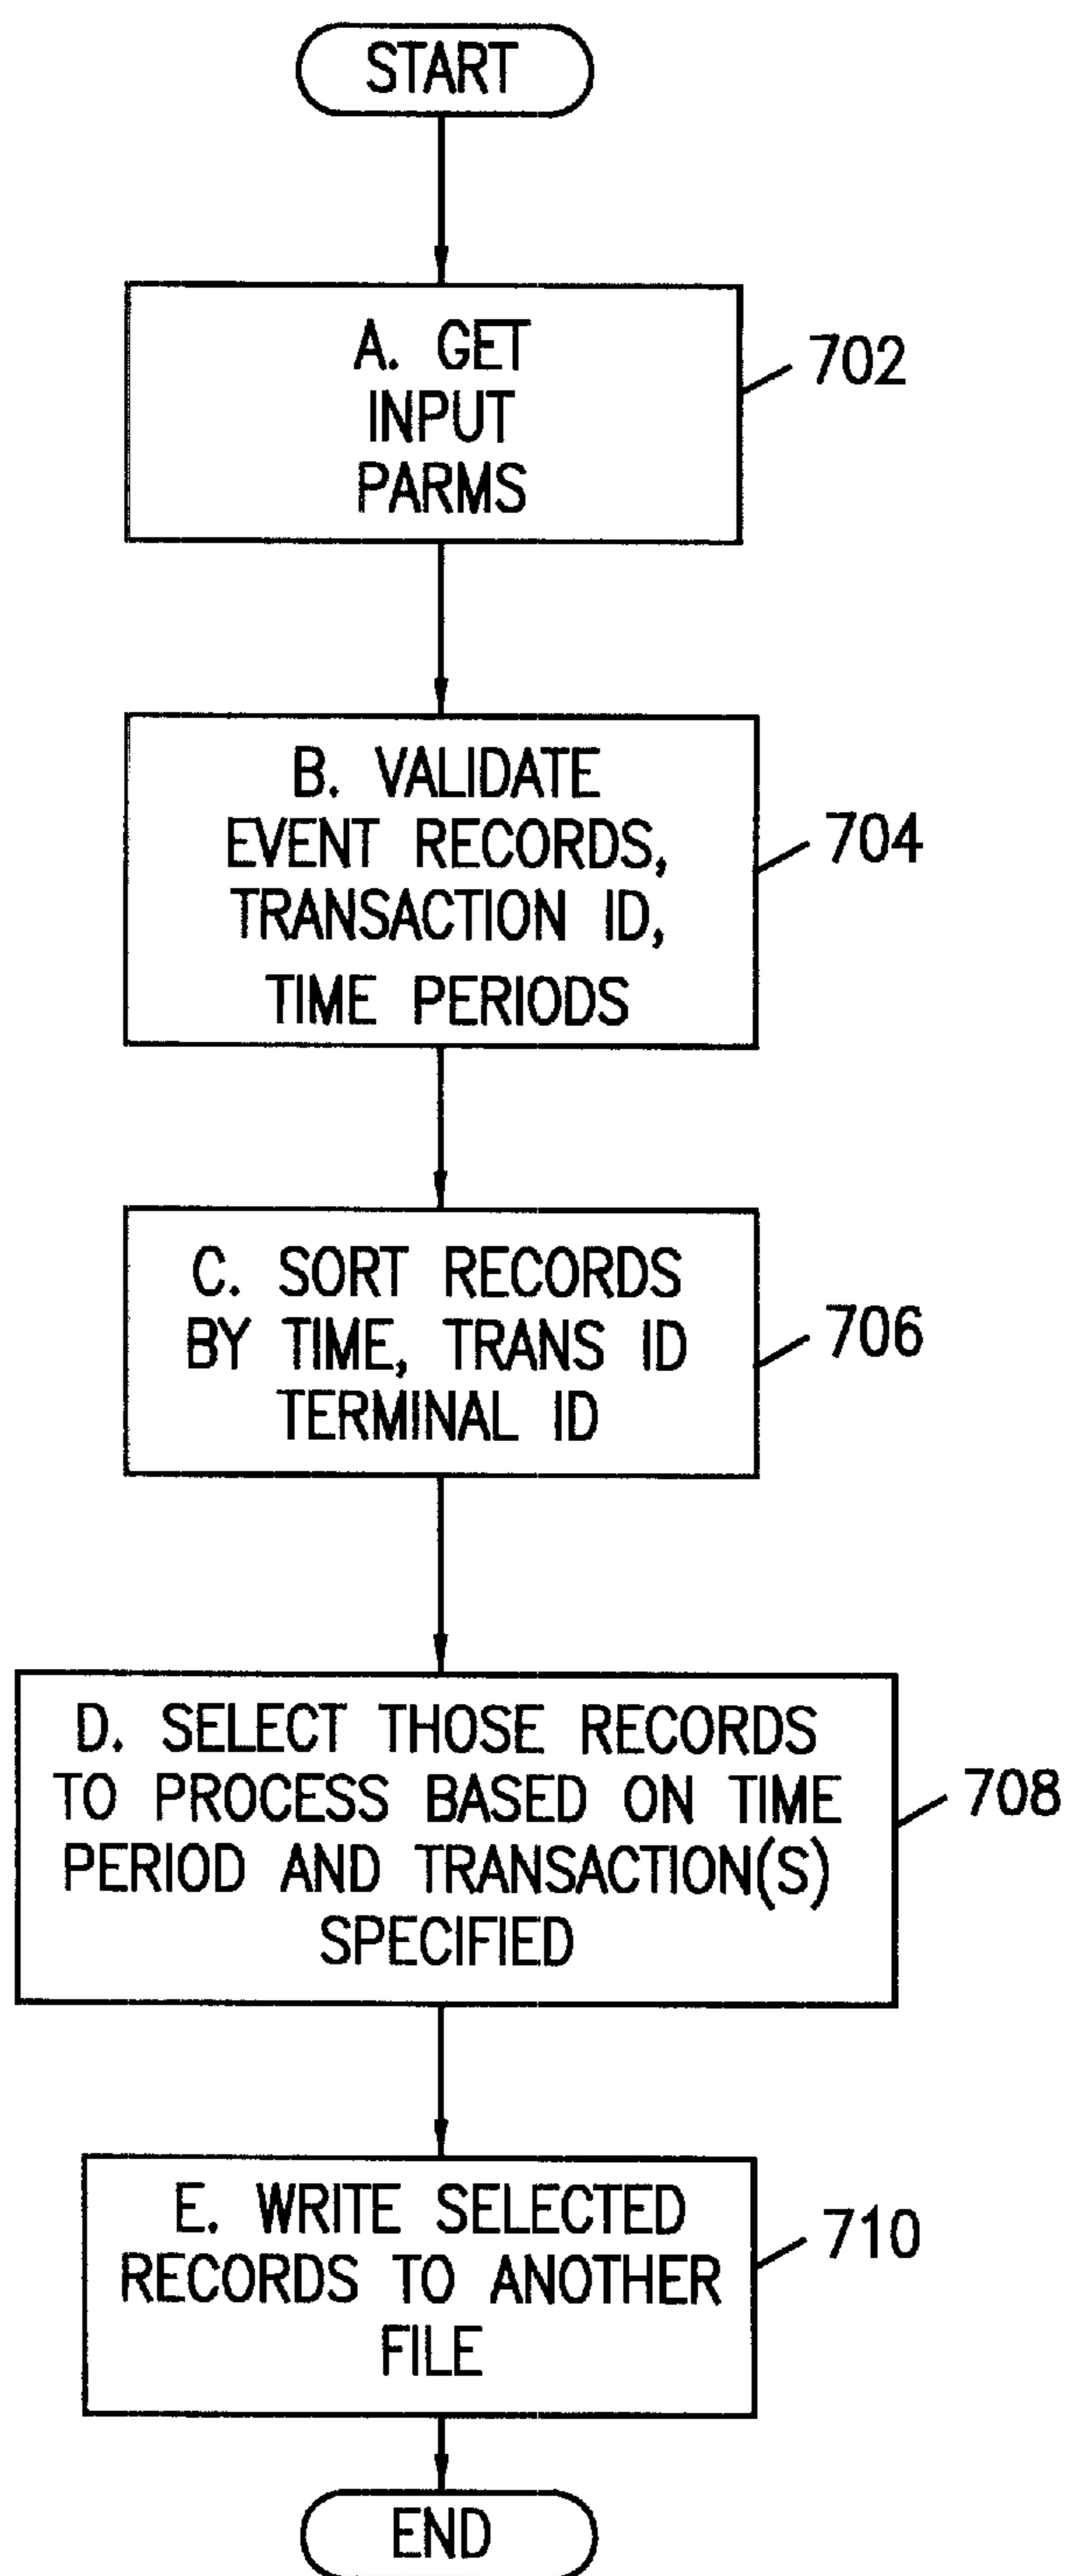 START
A. GET
INPUT
PARMS
702
B. VALIDATE
EVENT RECORDS,
TRANSACTION ID,
TIME PERIODS
704
C. SORT RECORDS
BY TIME, TRANS ID
TERMINAL ID
706
D. SELECT THOSE RECORDS
TO PROCESS BASED ON TIME
PERIOD AND TRANSACTION(S)
SPECIFIED
708
E. WRITE SELECTED
RECORDS TO ANOTHER
FILE
710
END